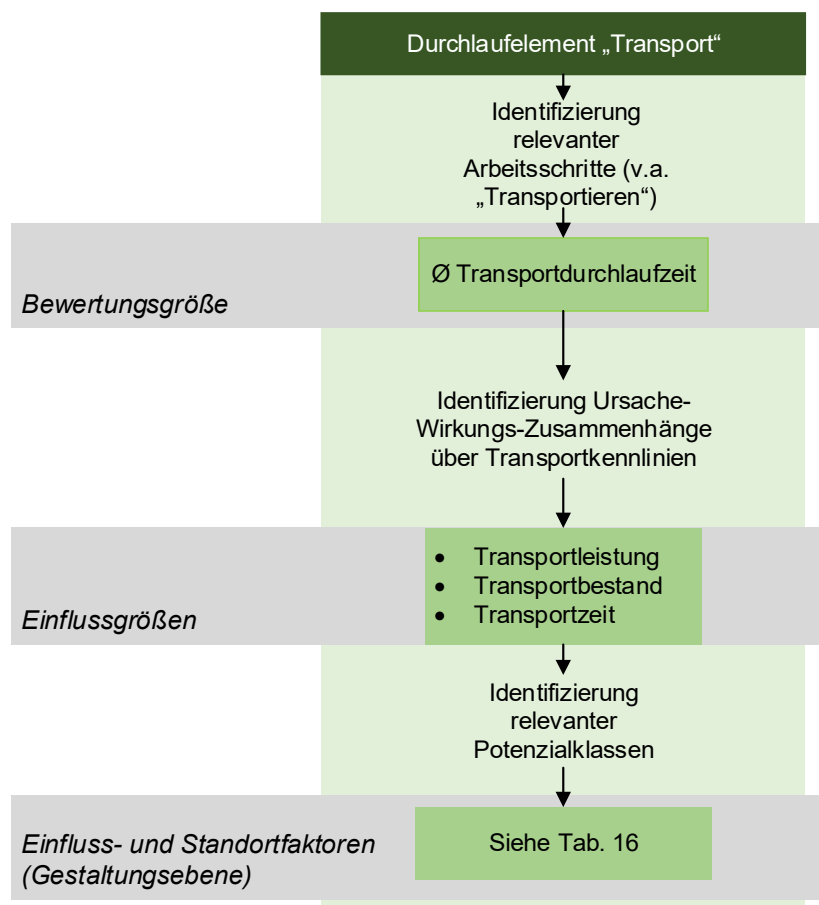 Durchlaufelement „Transport“
Identifizierung
relevanter
Arbeitsschritte (v.a.
„Transportieren“)
Ø Transportdurchlaufzeit
Bewertungsgröße
Identifizierung Ursache-
Wirkungs-Zusammenhänge
über Transportkennlinien
• Transportleistung
• Transportbestand
• Transportzeit
Einflussgrößen
Identifizierung
relevanter
Potenzialklassen
Einfluss- und Standortfaktoren
(Gestaltungsebene)
Siehe Tab. 16